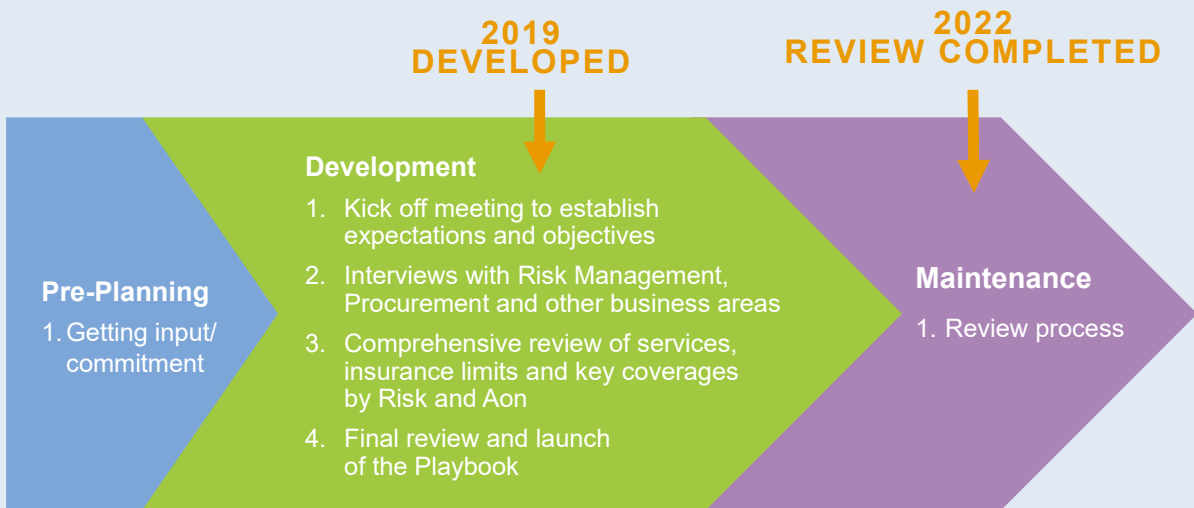 2019
DEVELOPED
2022
REVIEW COMPLETED
Pre-Planning
1. Getting input/
commitment
Development
1. Kick off meeting to establish
expectations and objectives
2. Interviews with Risk Management,
Procurement and other business areas
3. Comprehensive review of services,
insurance limits and key coverages
by Risk and Aon
4. Final review and launch
of the Playbook
Maintenance
1. Review process